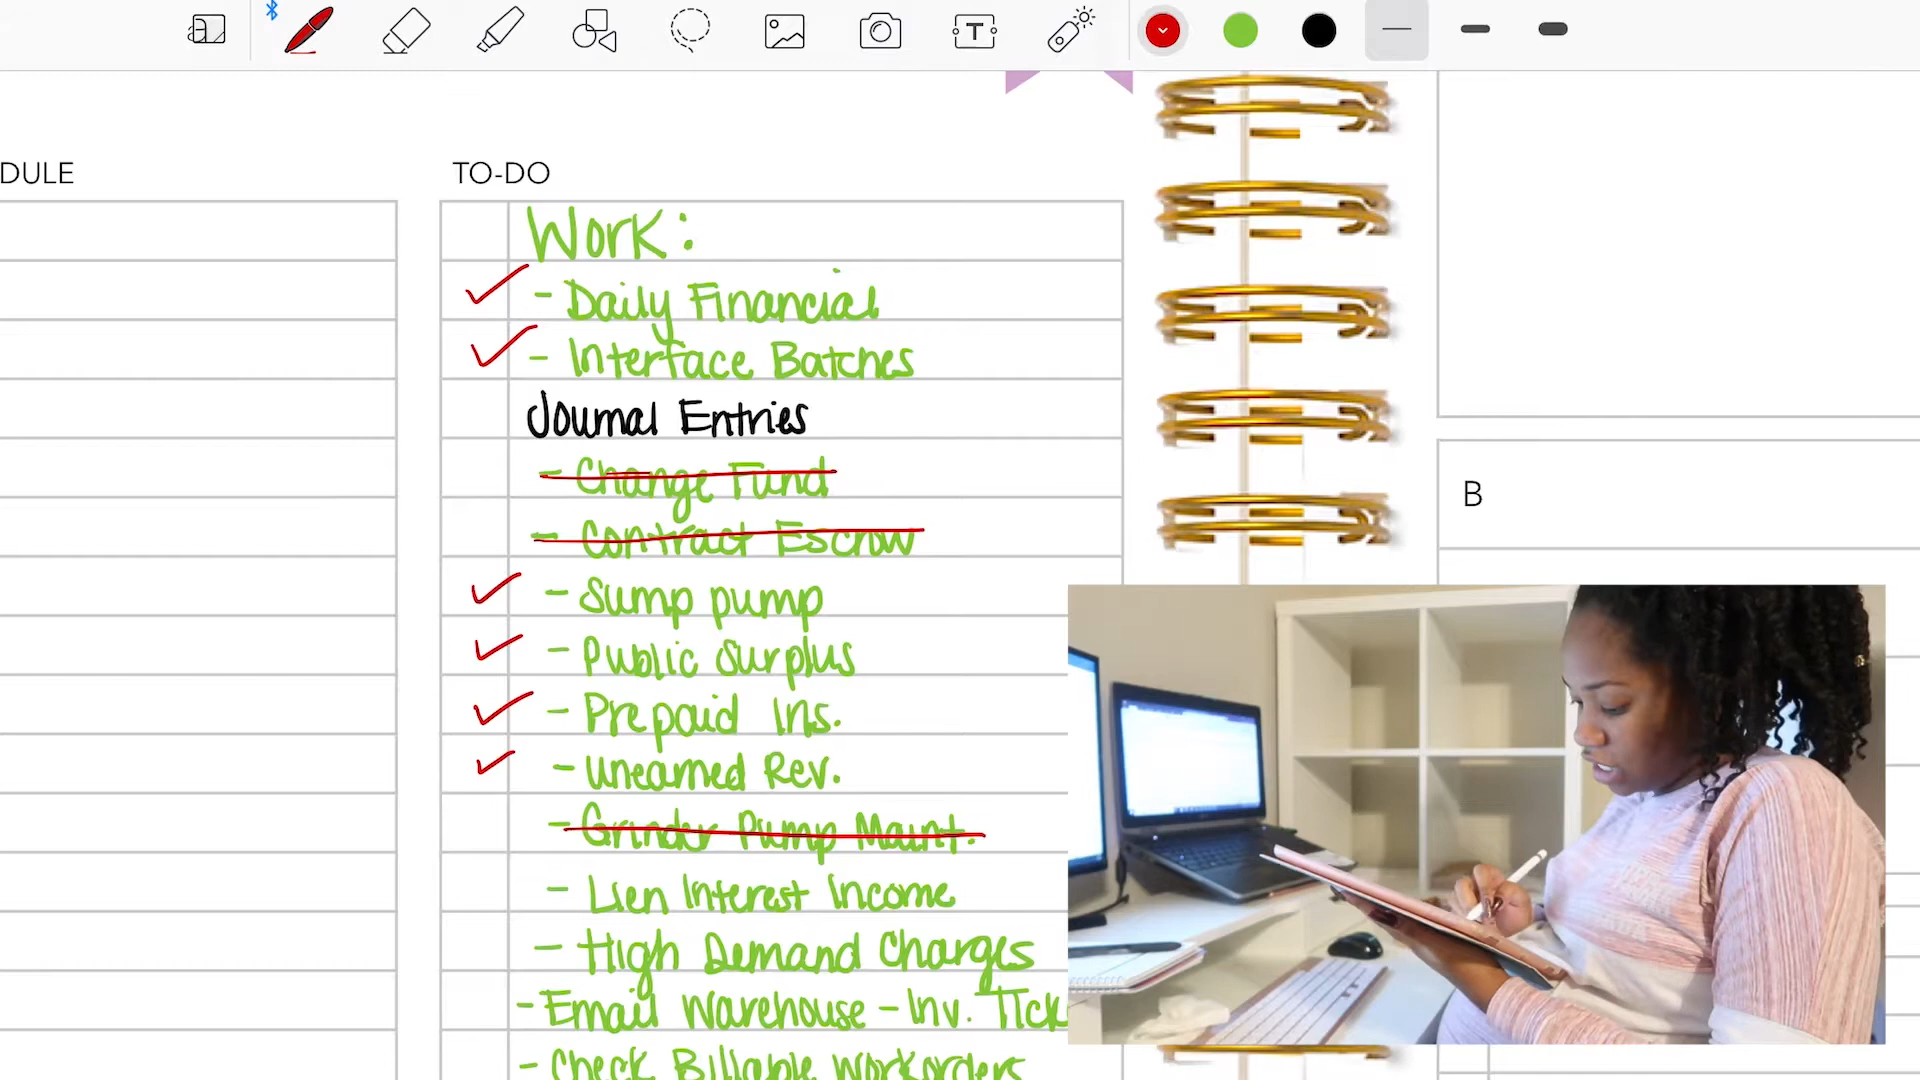 DULE
TO-DO
Work:
- Daily Financial
- Interface Batches
Journal Entries
- Change Fund
- Contract Escrow
- Sump pump
- Public Surplus
- Prepaid Ins.
- Unearned Rev.
- Grinder Pump Maint.
- Lien Interest Income
- High Demand Charges
- Email Warehouse - Inv. Tick
- Check Billable Workorders
B